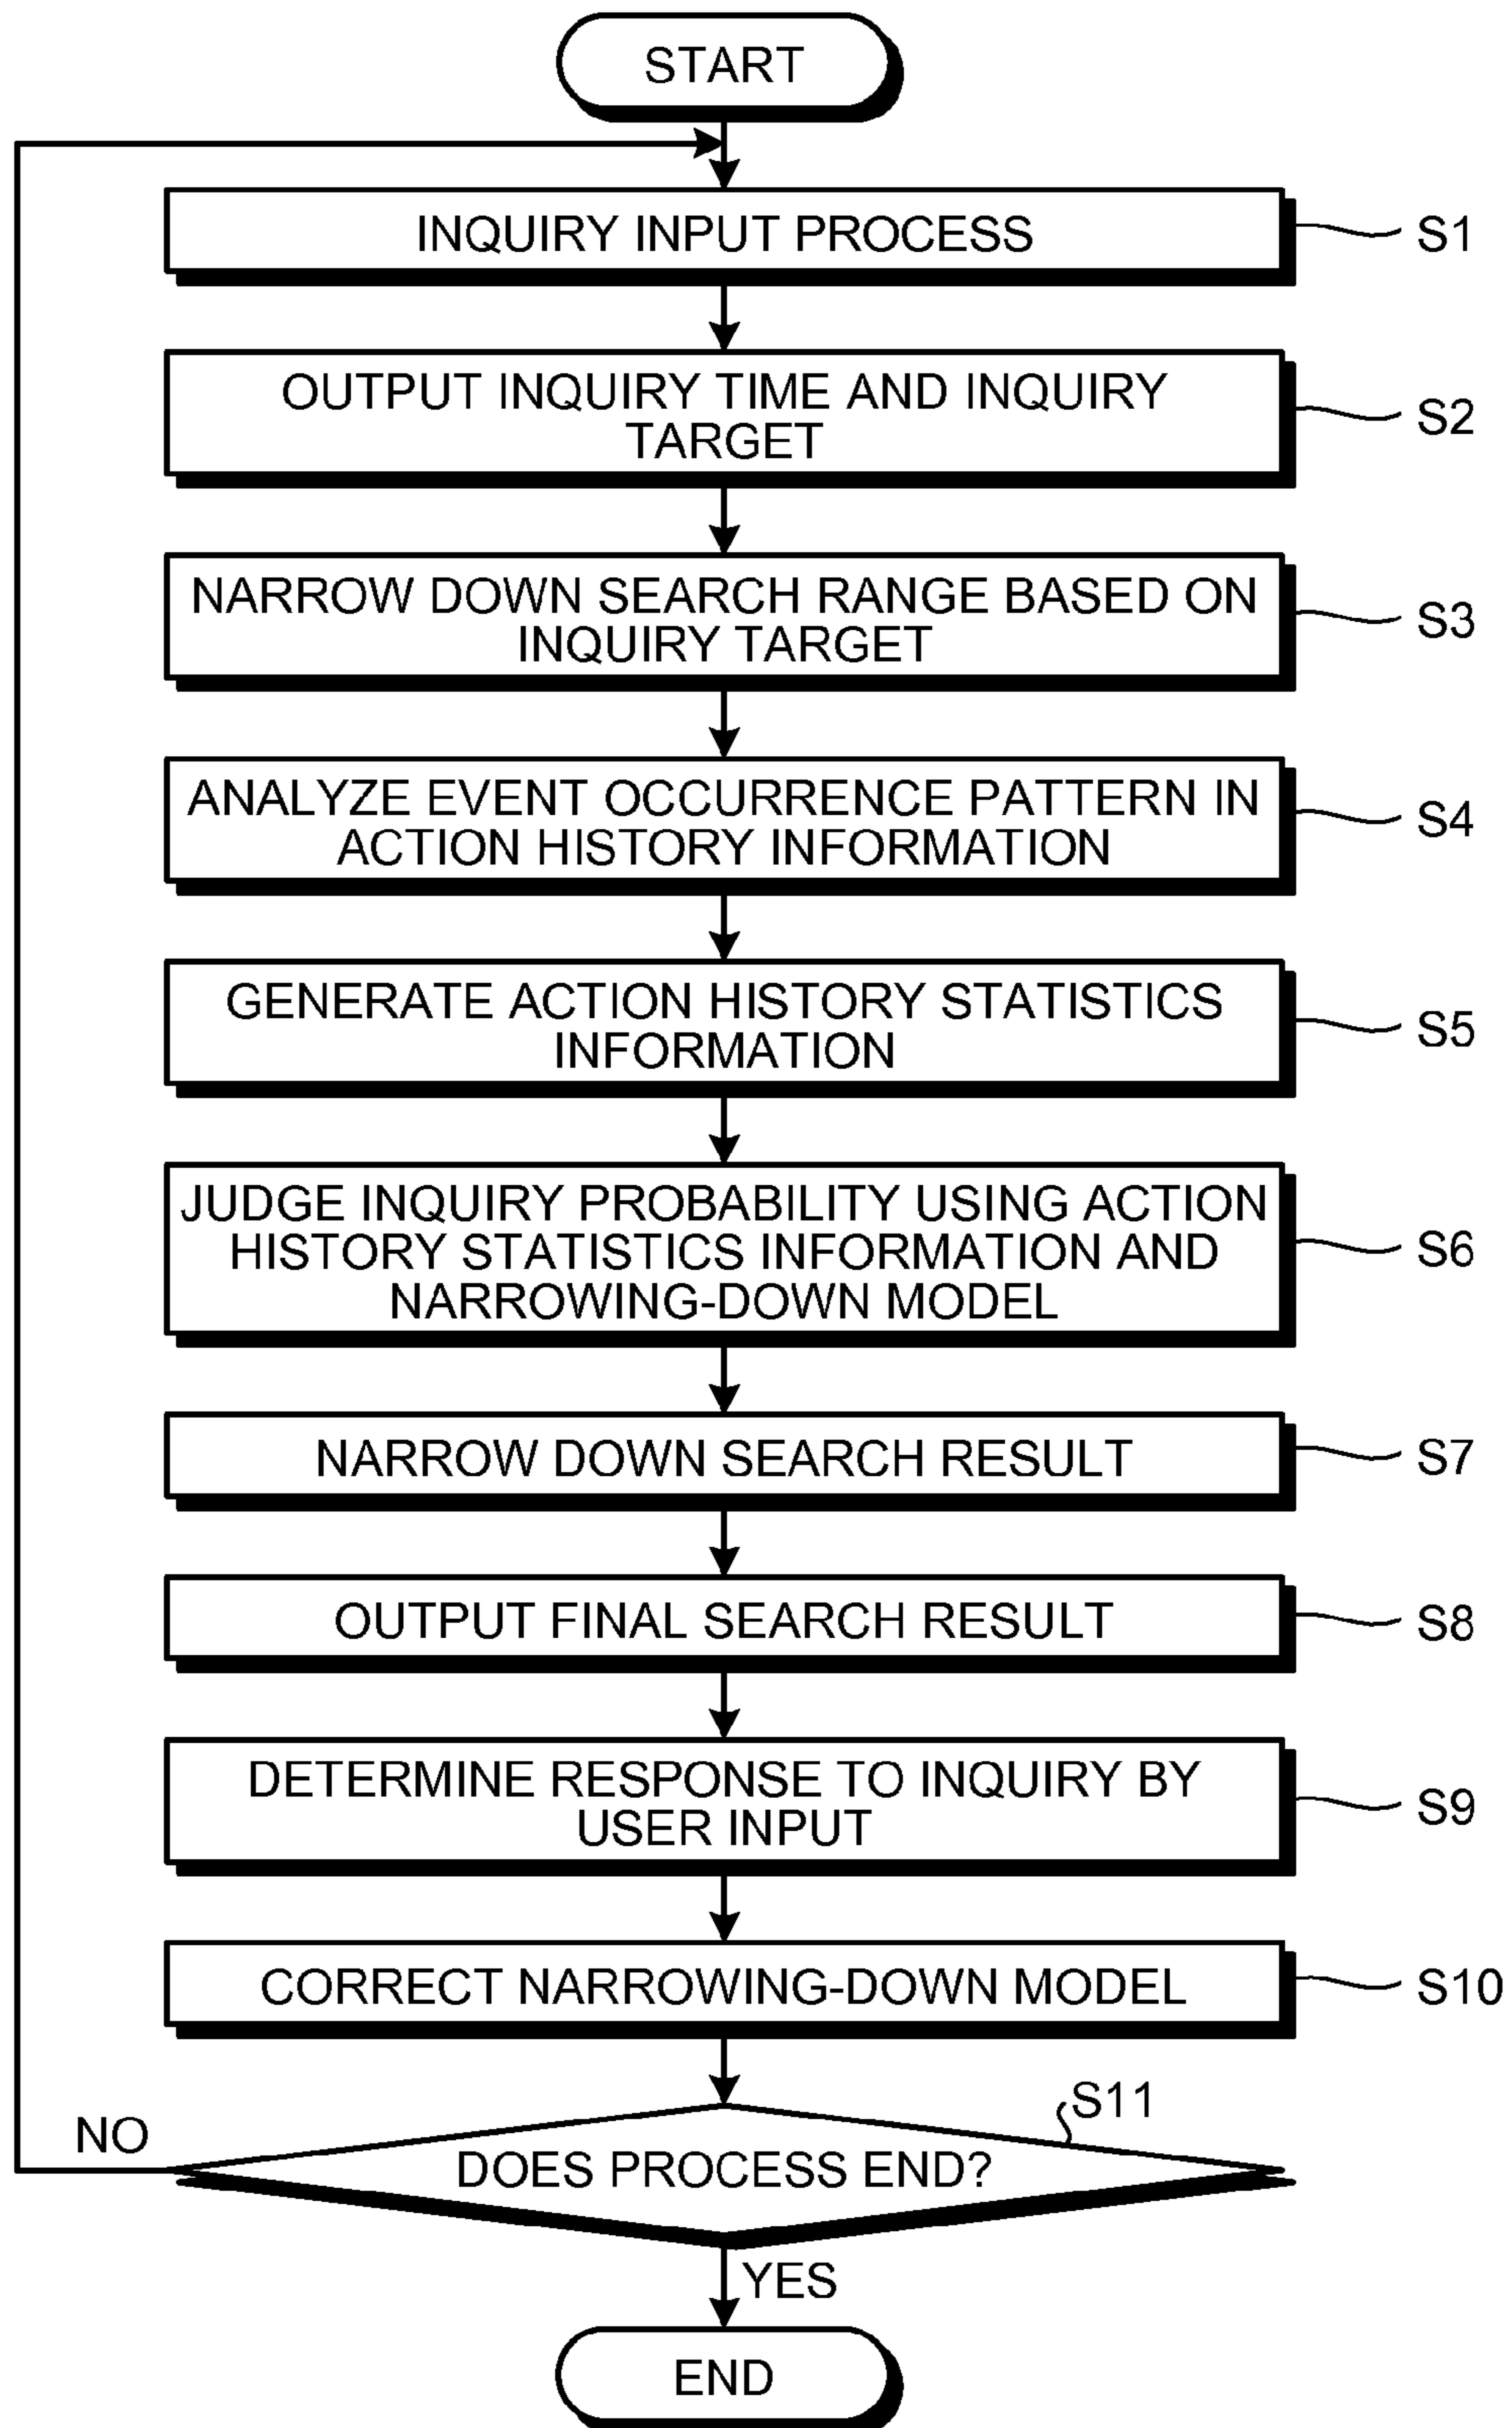 START
INQUIRY INPUT PROCESS
S1
OUTPUT INQUIRY TIME AND INQUIRY
TARGET
S2
NARROW DOWN SEARCH RANGE BASED ON
INQUIRY TARGET
S3
ANALYZE EVENT OCCURRENCE PATTERN IN
ACTION HISTORY INFORMATION
S4
GENERATE ACTION HISTORY STATISTICS
INFORMATION
S5
JUDGE INQUIRY PROBABILITY USING ACTION
HISTORY STATISTICS INFORMATION AND
NARROWING-DOWN MODEL
S6
NARROW DOWN SEARCH RESULT
S7
OUTPUT FINAL SEARCH RESULT
S8
DETERMINE RESPONSE TO INQUIRY BY
USER INPUT
S9
CORRECT NARROWING-DOWN MODEL
S10
S11
NO
DOES PROCESS END?
YES
END